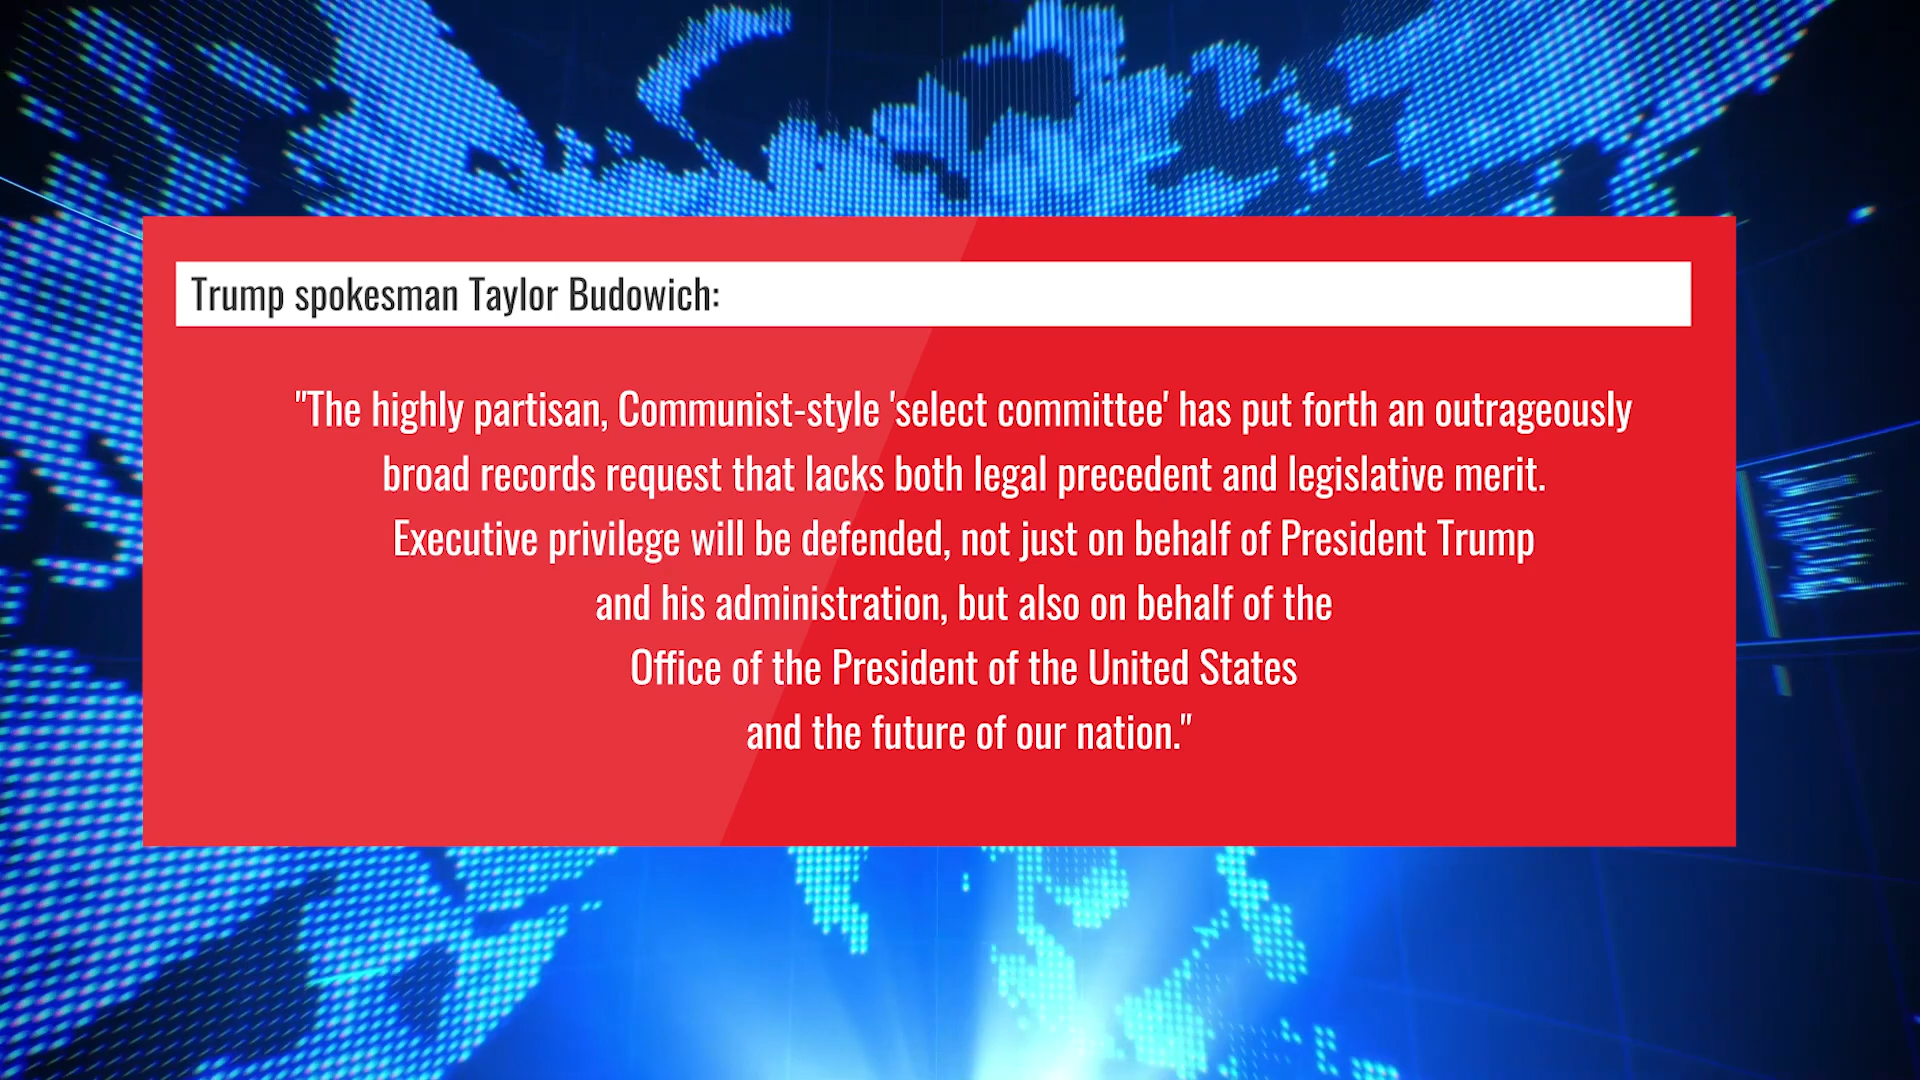 Trump spokesman Taylor Budowich:
"The highly partisan, Communist-style 'select committee' has put forth an outrageously
broad records request that lacks both legal precedent and legislative merit.
Executive privilege will be defended, not just on behalf of President Trump
and his administration, but also on behalf of the
Office of the President of the United States
and the future of our nation."